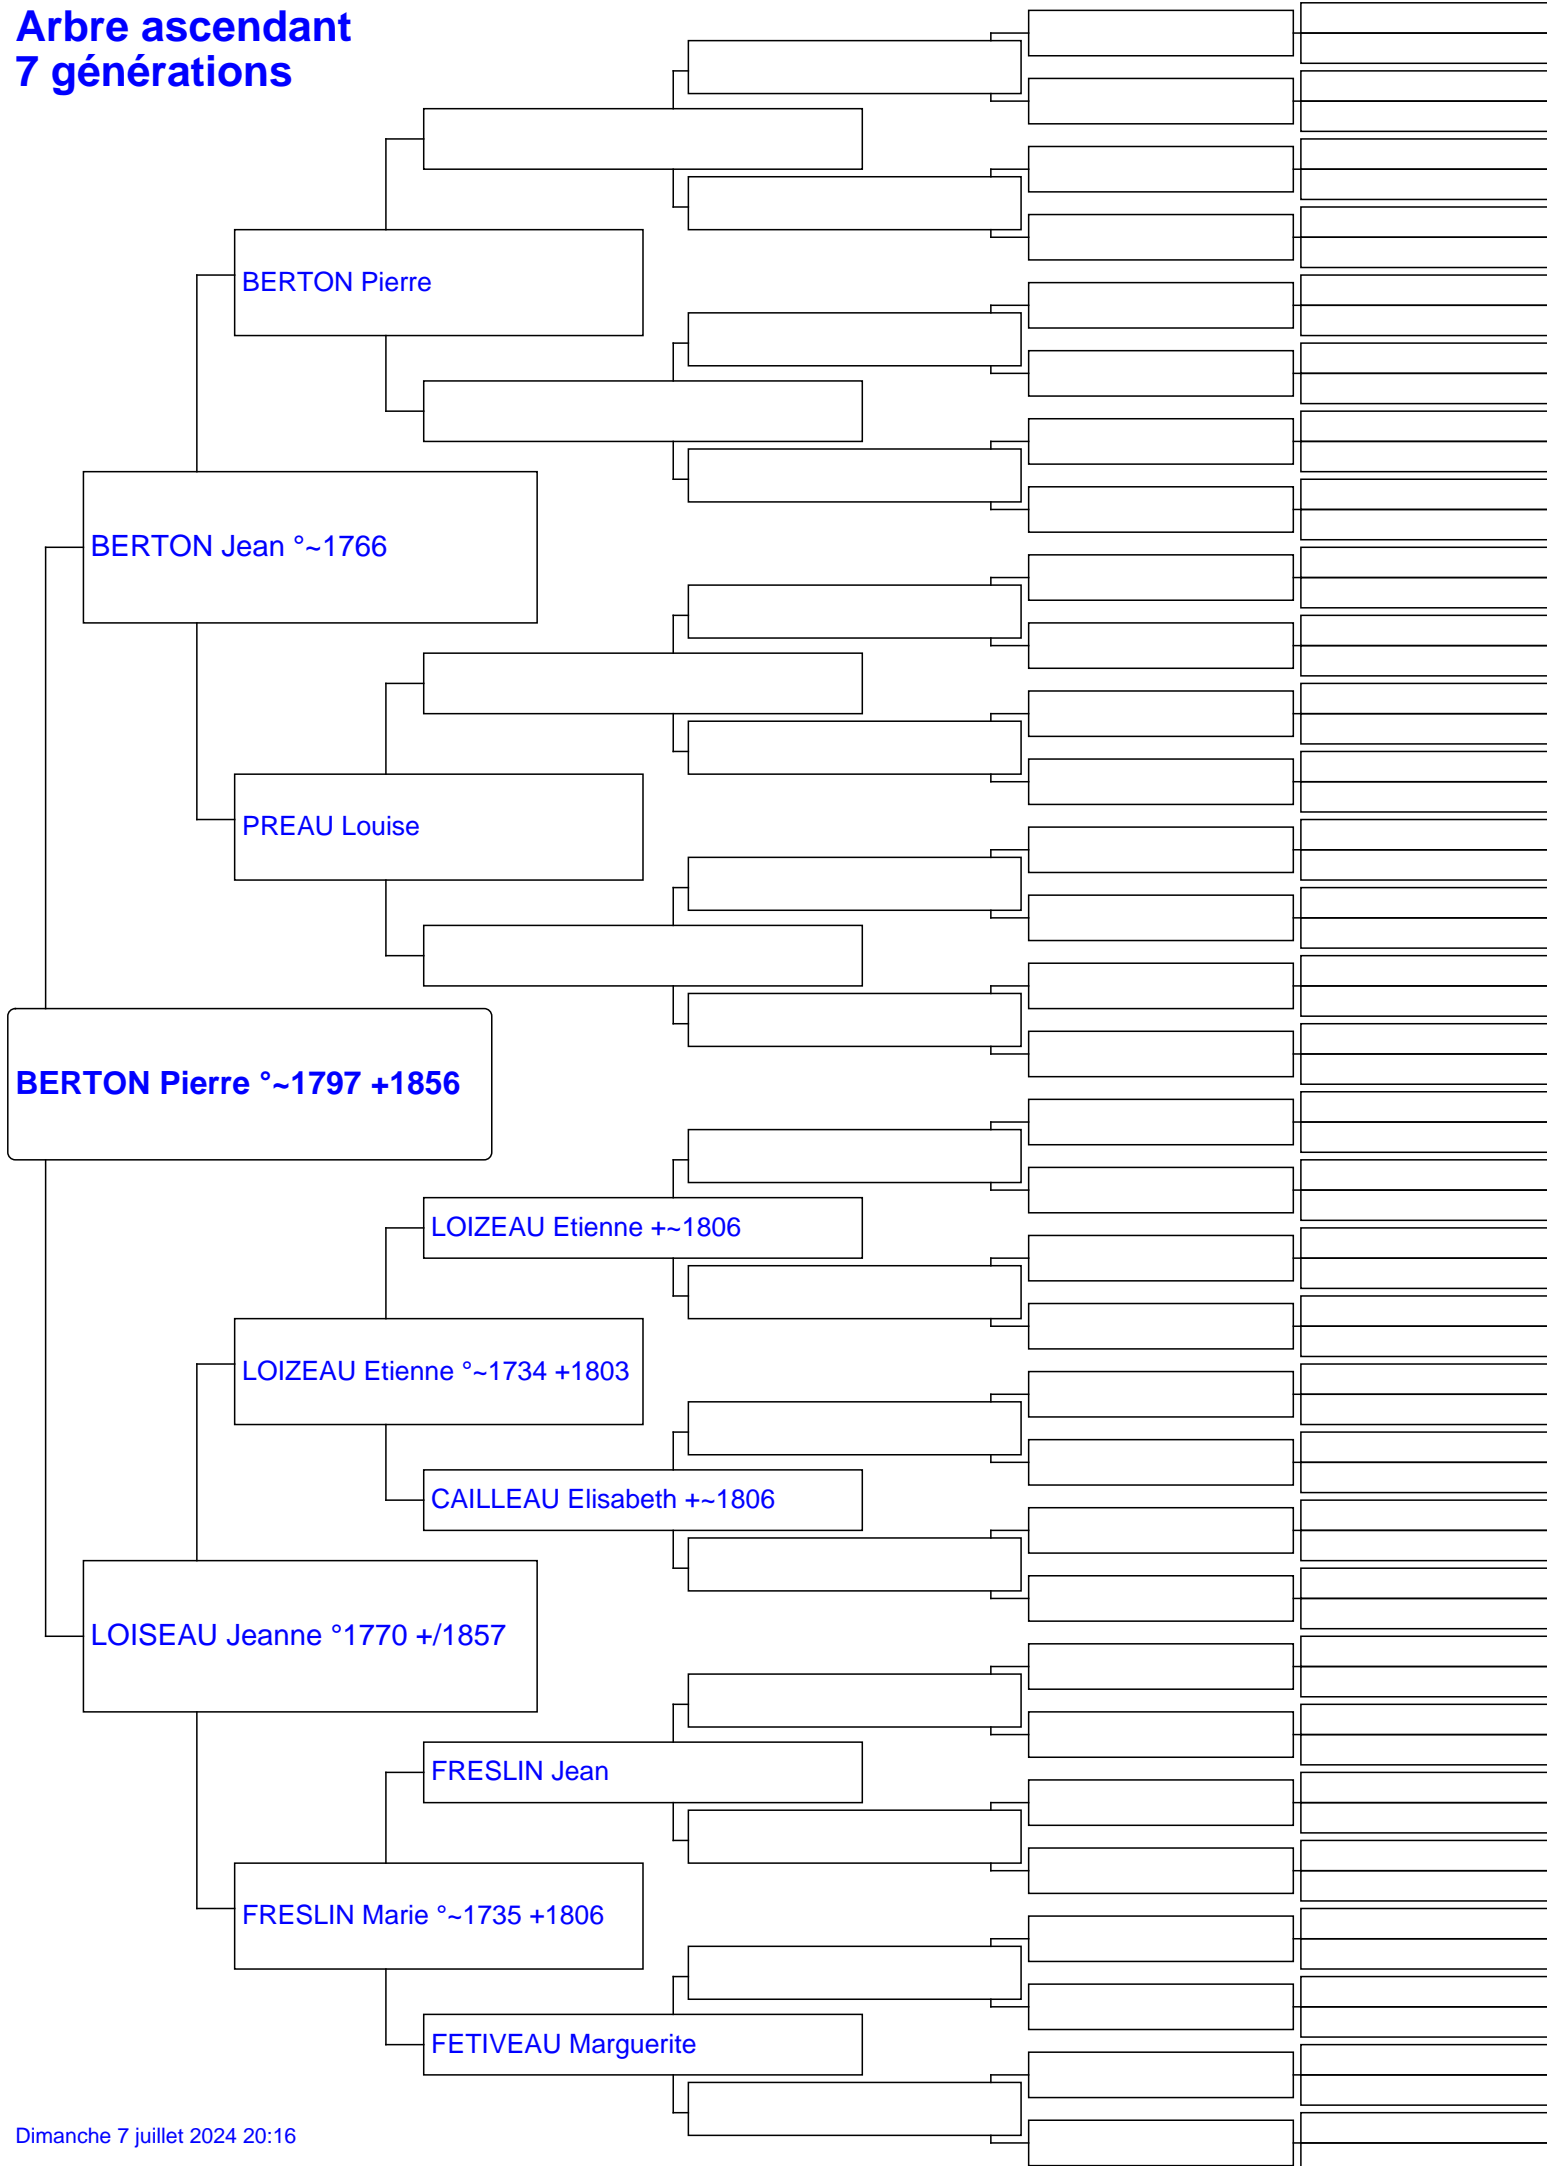 Arbre ascendant
7 générations
BERTON Pierre
BERTON Jean °~1766
PREAU Louise
BERTON Pierre °~1797 +1856
LOIZEAU Etienne +~1806
LOIZEAU Etienne °~1734 +1803
CAILLEAU Elisabeth +~1806
LOISEAU Jeanne °1770 +/1857
FRESLIN Jean
FRESLIN Marie °~1735 +1806
FETIVEAU Marguerite
Dimanche 7 juillet 2024 20:16